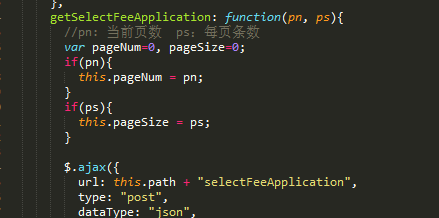 },
getSelectFeeApplication: function(pn, ps){
//pn: 当前页数 ps: 每页条数
var pageNum=0, pageSize=0;
if(pn){
this.pageNum = pn;
}
if(ps){
this.pageSize = ps;
}
$.ajax({
url: this.path + "selectFeeApplication",
type: "post",
dataType: "json",